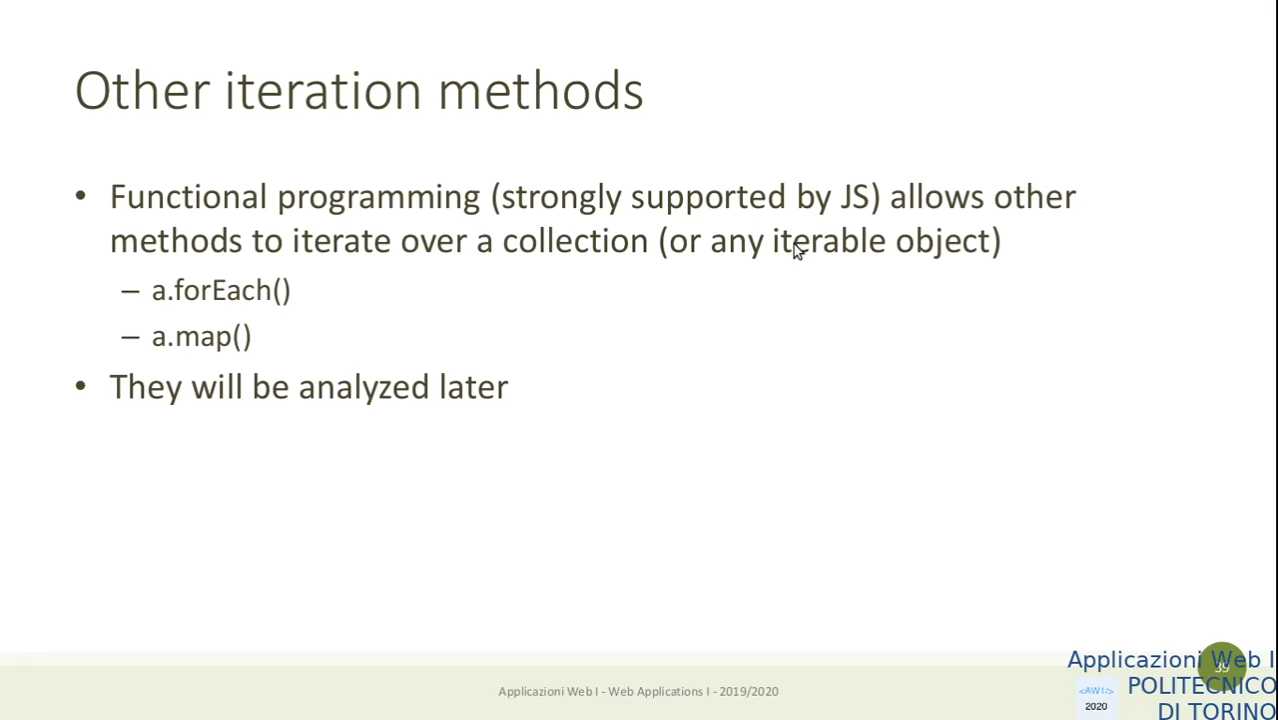 Other iteration methods
• Functional programming (strongly supported by JS) allows other
methods to iterate over a collection (or any iterable object)
– a.forEach()
– a.map()
• They will be analyzed later
Applicazioni Web I - Web Applications I - 2019/2020
39
Applicazioni Web I
POLITECNICO
DI TORINO
<AW1/>
2020